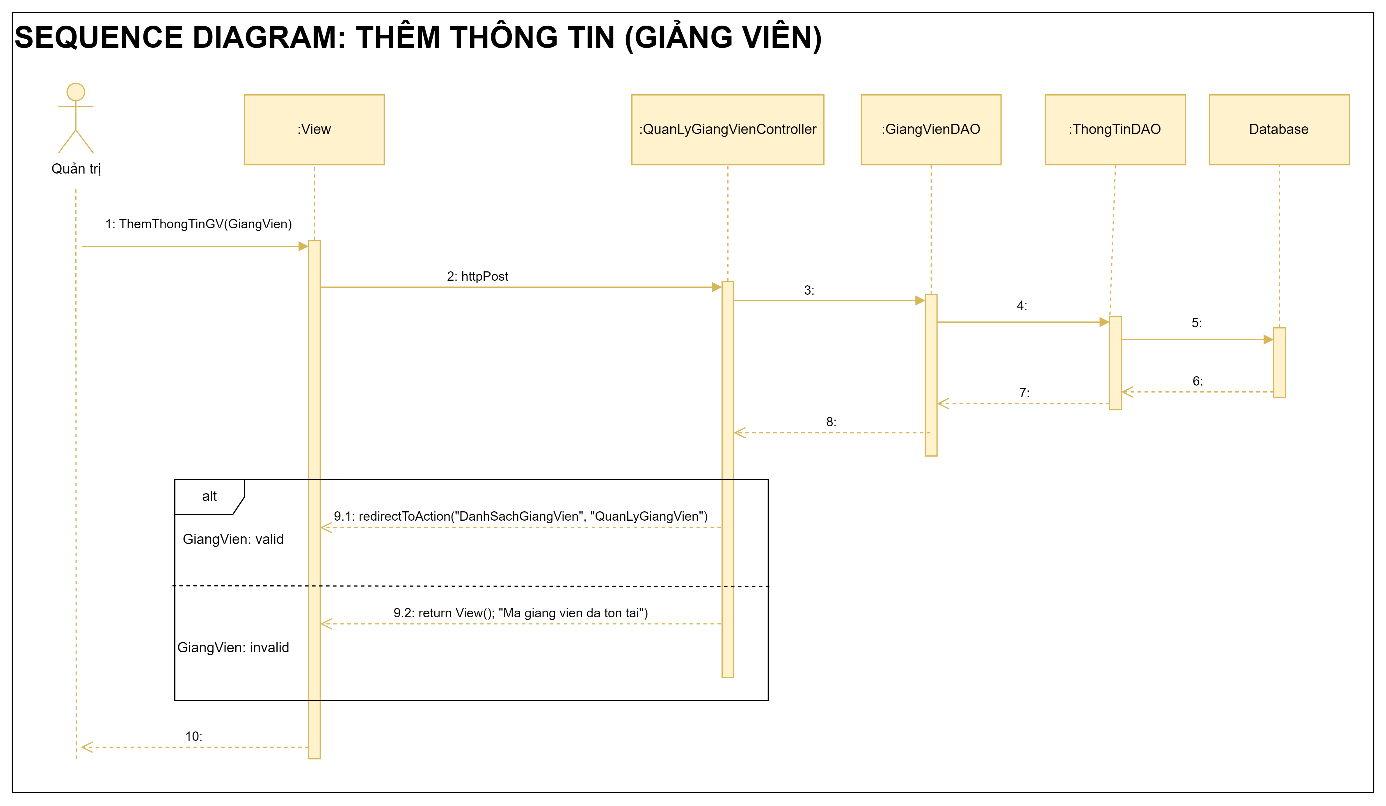 SEQUENCE DIAGRAM: THÊM THÔNG TIN (GIẢNG VIÊN)
:View
:QuanLyGiangVienController
:GiangVienDAO
:ThongTinDAO
Database
Quản trị
1: ThemThongTinGV(GiangVien)
2: httpPost
3:
4:
5:
6:
7:
8:
alt
9.1: redirectToAction("DanhSachGiangVien", "QuanLyGiangVien")
GiangVien: valid
9.2: return View(); "Ma giang vien da ton tai")
GiangVien: invalid
10: